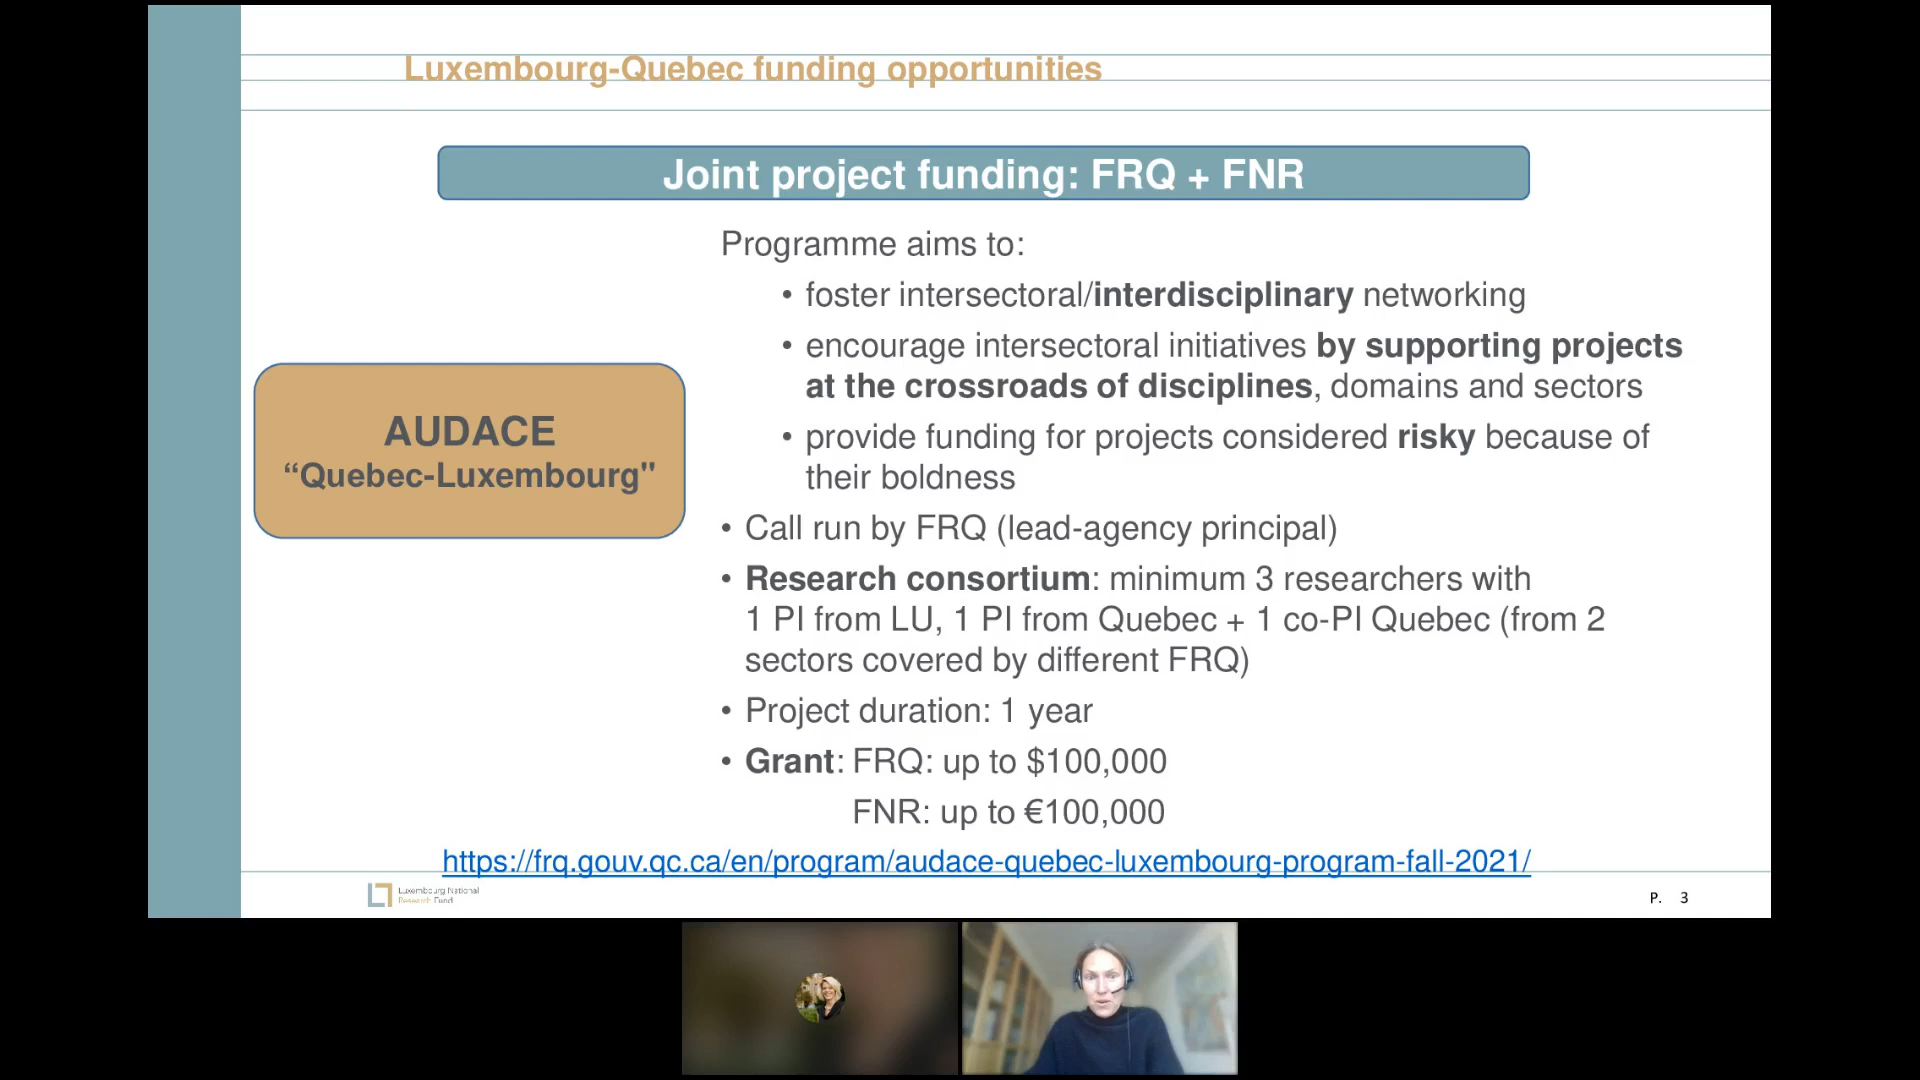 Luxembourg-Quebec funding opportunities
Joint project funding: FRQ + FNR
Programme aims to:
• foster intersectoral/interdisciplinary networking
• encourage intersectoral initiatives by supporting projects
at the crossroads of disciplines, domains and sectors
• provide funding for projects considered risky because of
their boldness
AUDACE
“Quebec-Luxembourg"
• Call run by FRQ (lead-agency principal)
• Research consortium: minimum 3 researchers with
1 PI from LU, 1 PI from Quebec + 1 co-PI Quebec (from 2
sectors covered by different FRQ)
• Project duration: 1 year
• Grant: FRQ: up to $100,000
FNR: up to €100,000
https://frq.gouv.qc.ca/en/program/audace-quebec-luxembourg-program-fall-2021/
Luxembourg National
Research Fund
P. 3